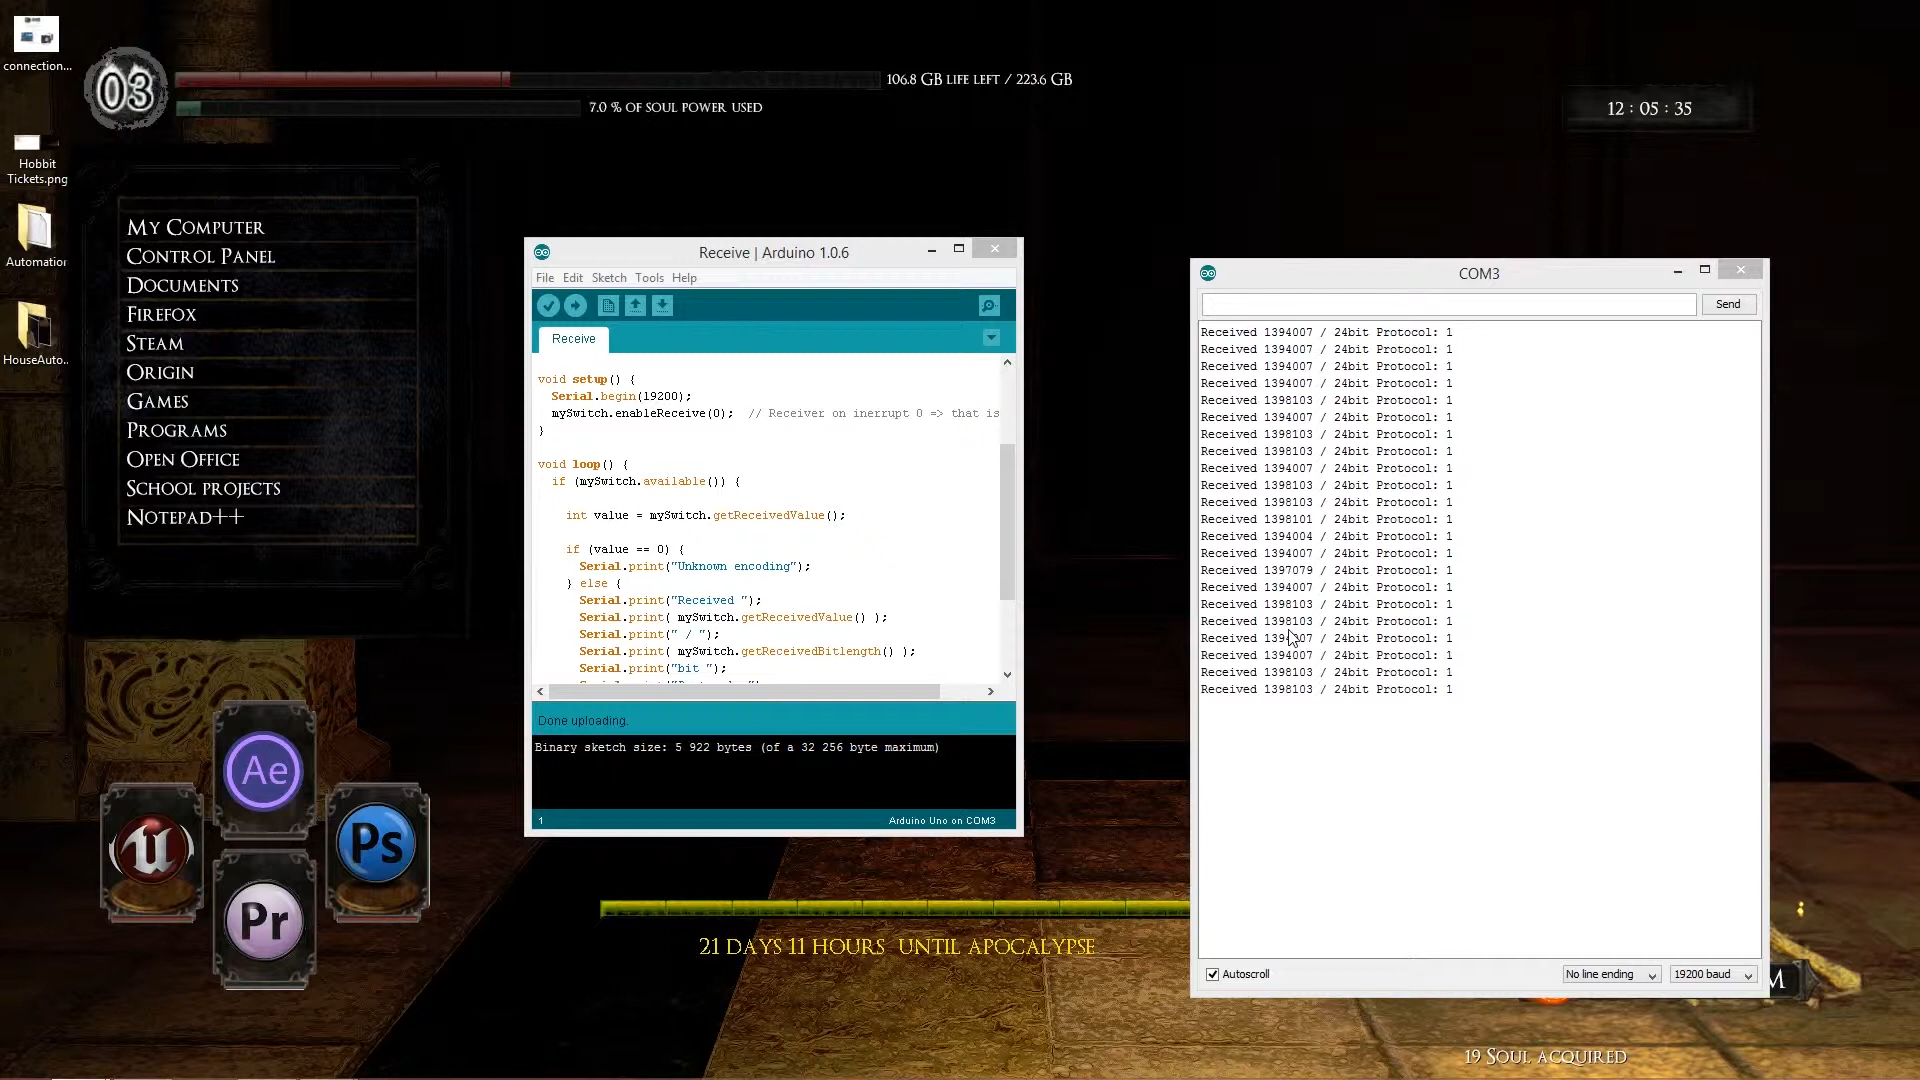 connection...
Hobbit
Tickets.png
Automation
HouseAuto...
03
106.8 GB LIFE LEFT / 223.6 GB
7.0 % OF SOUL POWER USED
12 : 05 : 35
MY COMPUTER
CONTROL PANEL
DOCUMENTS
FIREFOX
STEAM
ORIGIN
GAMES
PROGRAMS
OPEN OFFICE
SCHOOL PROJECTS
NOTEPAD++
Ae
Ps
Pr
Receive | Arduino 1.0.6
File Edit Sketch Tools Help
Receive
void setup() {
Serial.begin(19200);
mySwitch.enableReceive(0);  // Receiver on inerrupt 0 => that is
}
void loop() {
if (mySwitch.available()) {
int value = mySwitch.getReceivedValue();
if (value == 0) {
Serial.print("Unknown encoding");
} else {
Serial.print("Received ");
Serial.print( mySwitch.getReceivedValue() );
Serial.print(" / ");
Serial.print( mySwitch.getReceivedBitlength() );
Serial.print("bit ");
Done uploading.
Binary sketch size: 5 922 bytes (of a 32 256 byte maximum)
1
Arduino Uno on COM3
21 DAYS 11 HOURS UNTIL APOCALYPSE
COM3
Send
Received 1394007 / 24bit Protocol: 1
Received 1394007 / 24bit Protocol: 1
Received 1394007 / 24bit Protocol: 1
Received 1394007 / 24bit Protocol: 1
Received 1398103 / 24bit Protocol: 1
Received 1394007 / 24bit Protocol: 1
Received 1398103 / 24bit Protocol: 1
Received 1398103 / 24bit Protocol: 1
Received 1394007 / 24bit Protocol: 1
Received 1398103 / 24bit Protocol: 1
Received 1398103 / 24bit Protocol: 1
Received 1398101 / 24bit Protocol: 1
Received 1394004 / 24bit Protocol: 1
Received 1394007 / 24bit Protocol: 1
Received 1397079 / 24bit Protocol: 1
Received 1394007 / 24bit Protocol: 1
Received 1398103 / 24bit Protocol: 1
Received 1398103 / 24bit Protocol: 1
Received 1394007 / 24bit Protocol: 1
Received 1394007 / 24bit Protocol: 1
Received 1398103 / 24bit Protocol: 1
Received 1398103 / 24bit Protocol: 1
Autoscroll
No line ending
19200 baud
M
19 SOUL ACQUIRED